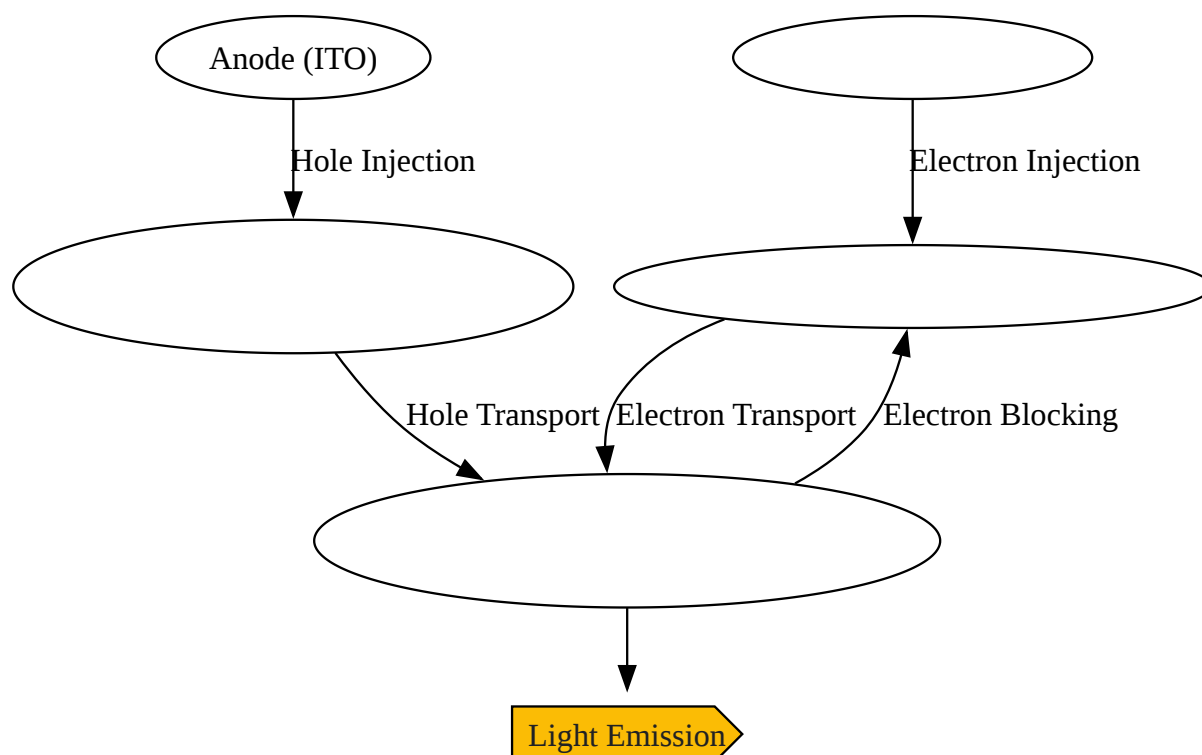 Anode (ITO)
Hole Injection
Electron Injection
Hole Transport
Electron Transport
Electron Blocking
Light Emission